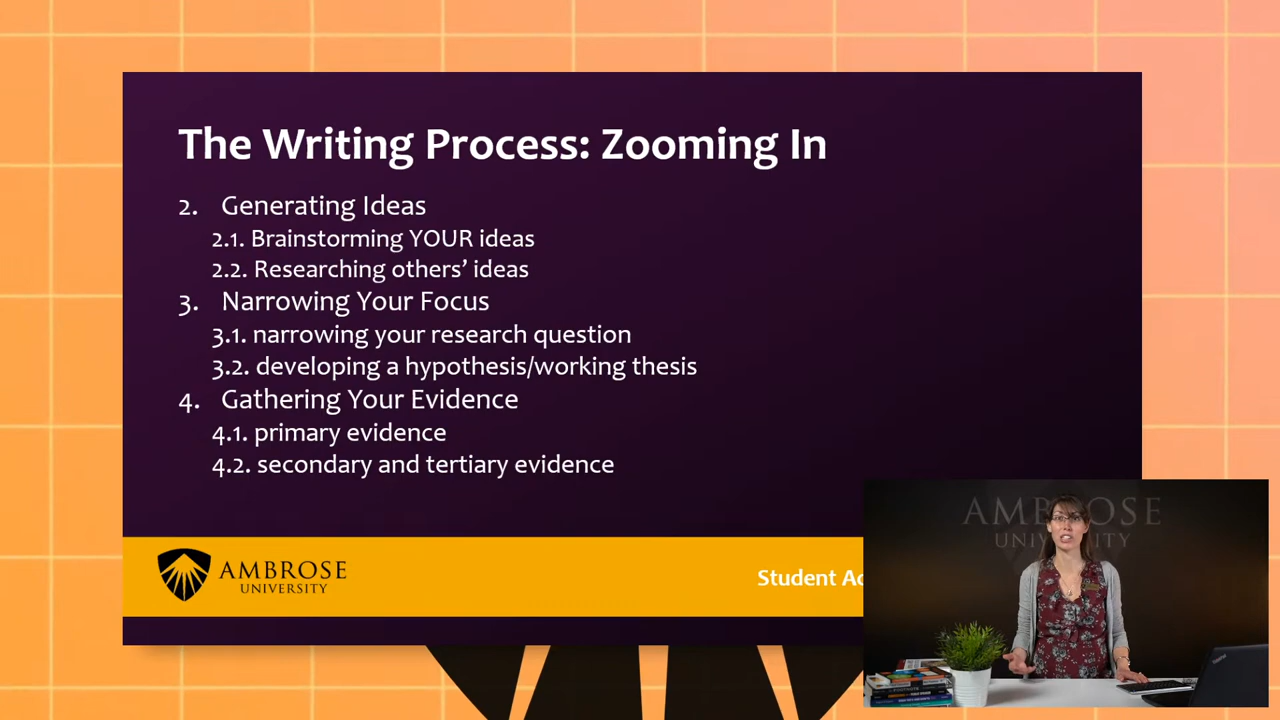 The Writing Process: Zooming In
2. Generating Ideas
2.1. Brainstorming YOUR ideas
2.2. Researching others’ ideas
3. Narrowing Your Focus
3.1. narrowing your research question
3.2. developing a hypothesis/working thesis
4. Gathering Your Evidence
4.1. primary evidence
4.2. secondary and tertiary evidence
AMBROSE
UNIVERSITY
Student Ac
AMBROSE
UNIVERSITY